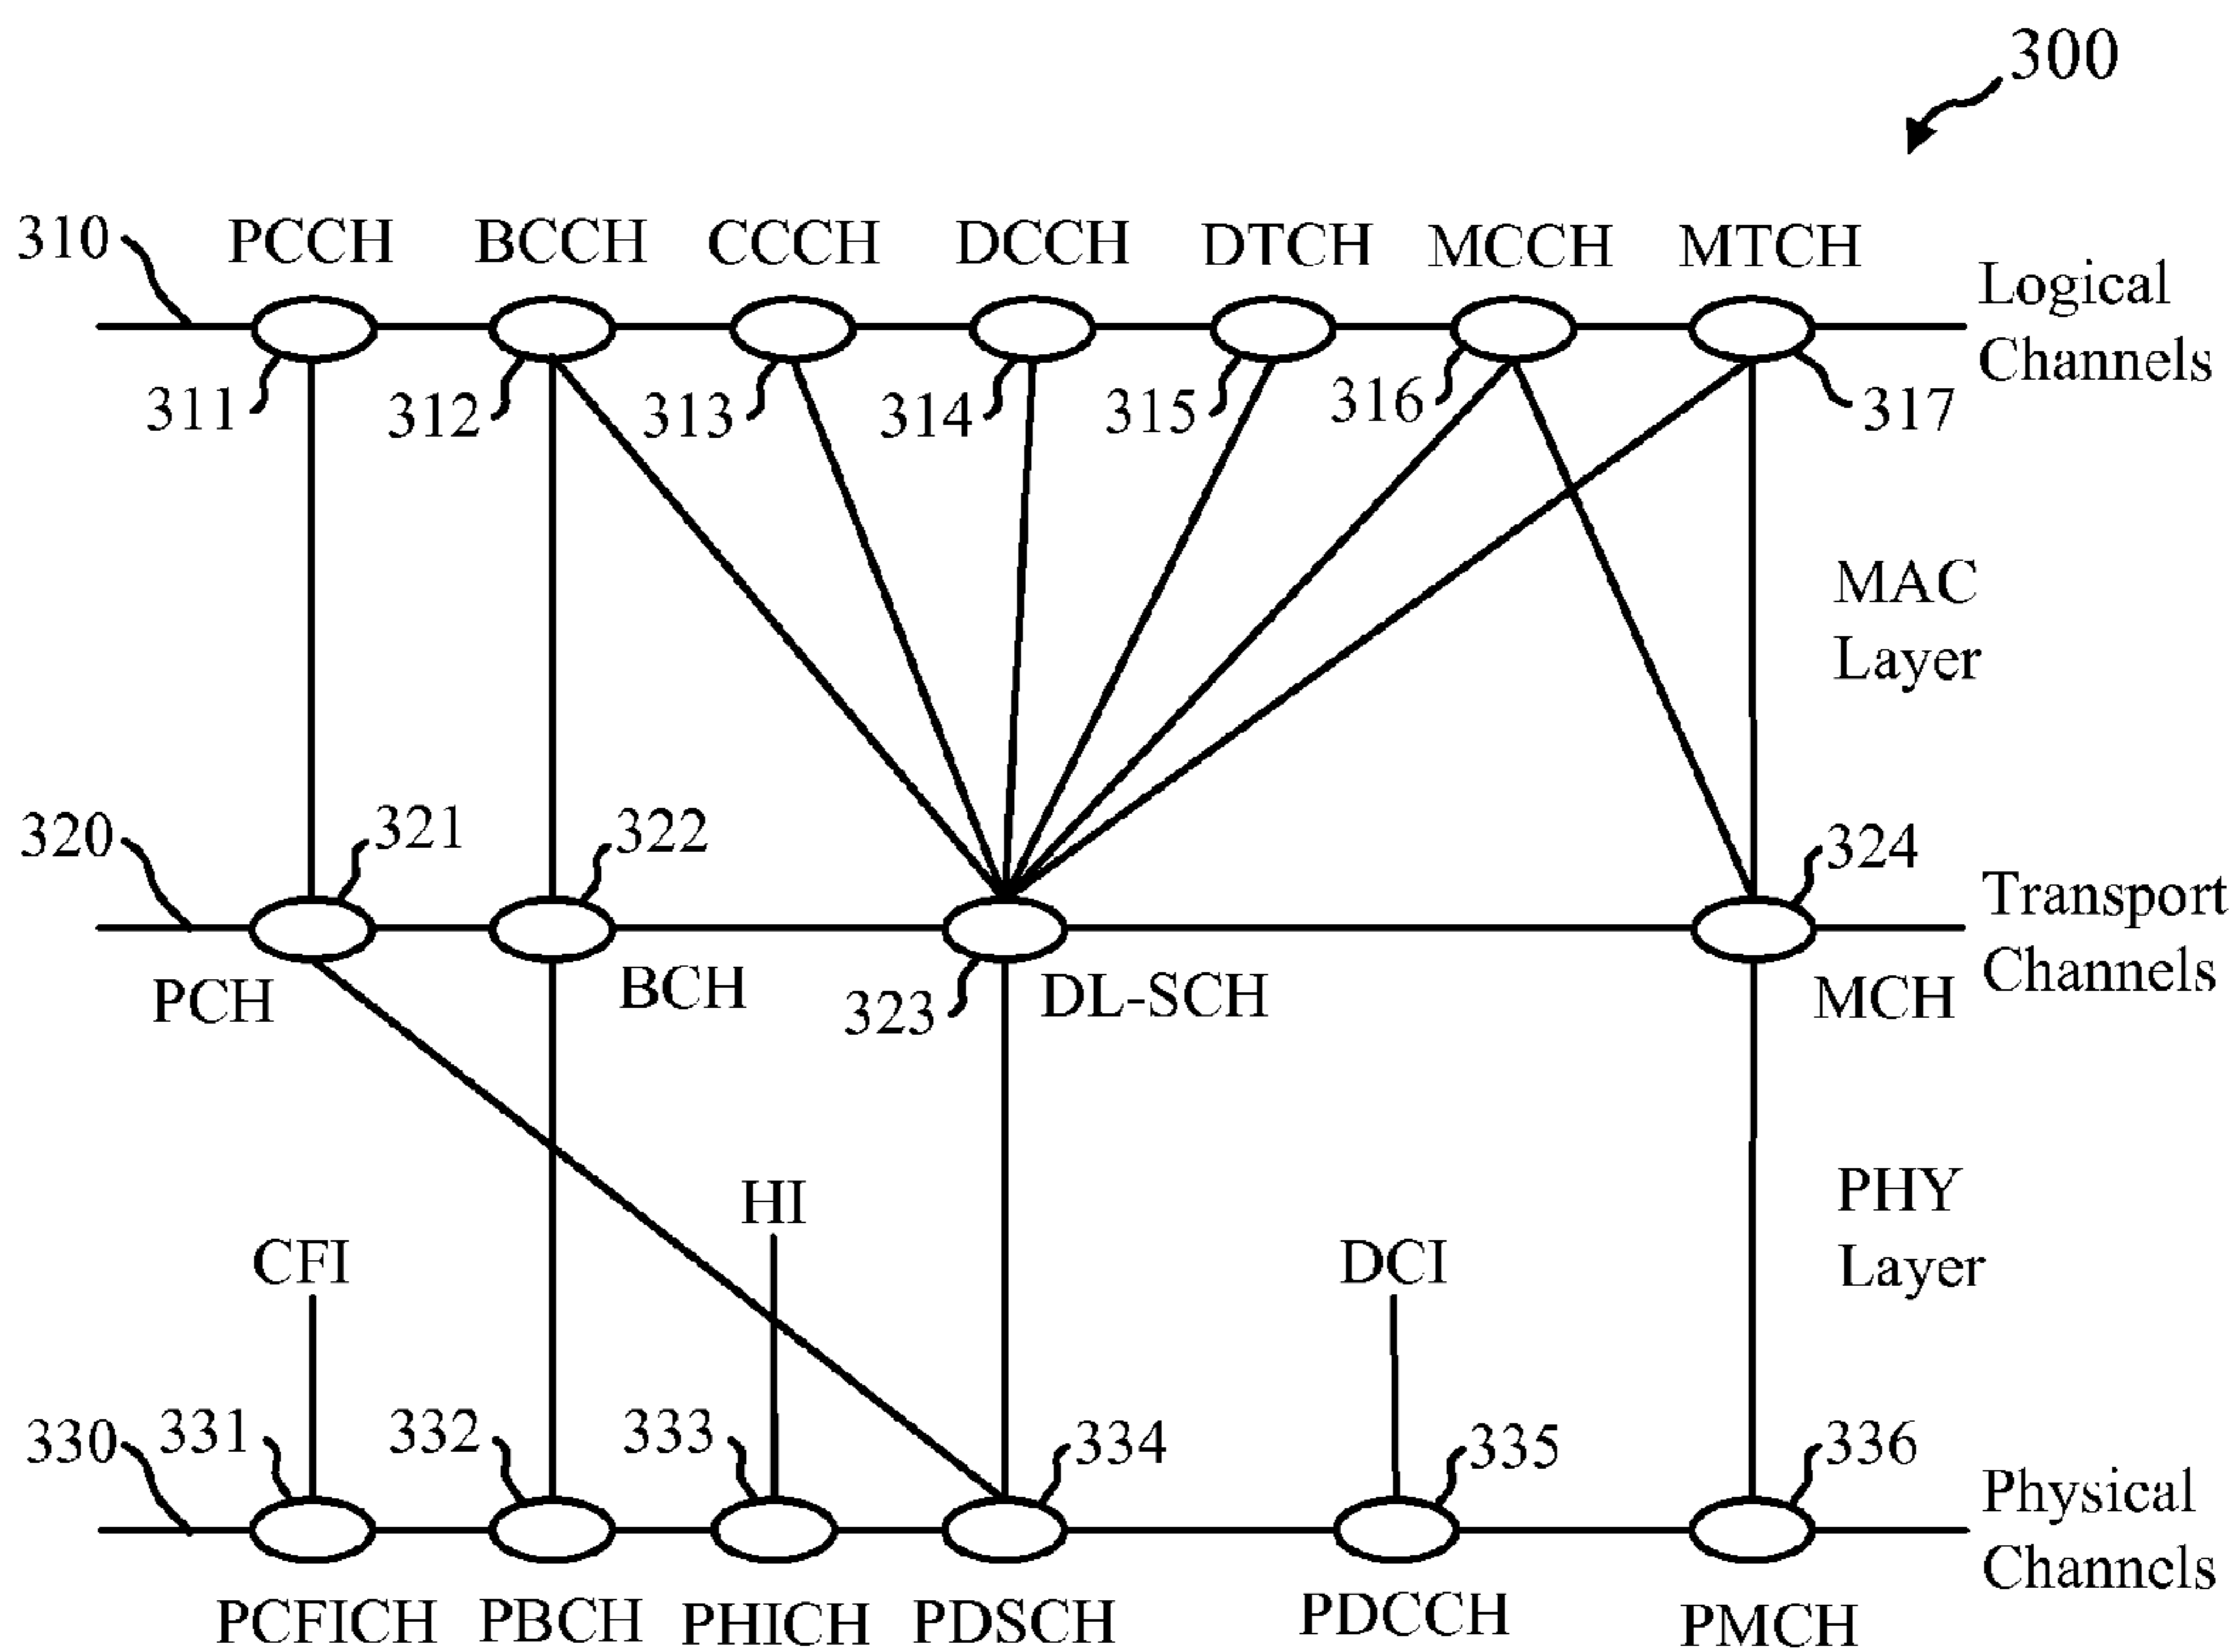 300
310
PCCH
BCCH
CCCH
DCCH
DTCH
MCCH
MTCH
Logical
Channels
311
312
313
314
315
316
317
MAC
Layer
320
321
322
324
Transport
Channels
PCH
BCH
323
DL-SCH
MCH
HI
PHY
Layer
CFI
DCI
330
331
332
333
334
335
336
Physical
Channels
PCFICH
PBCH
PHICH
PDSCH
PDCCH
PMCH